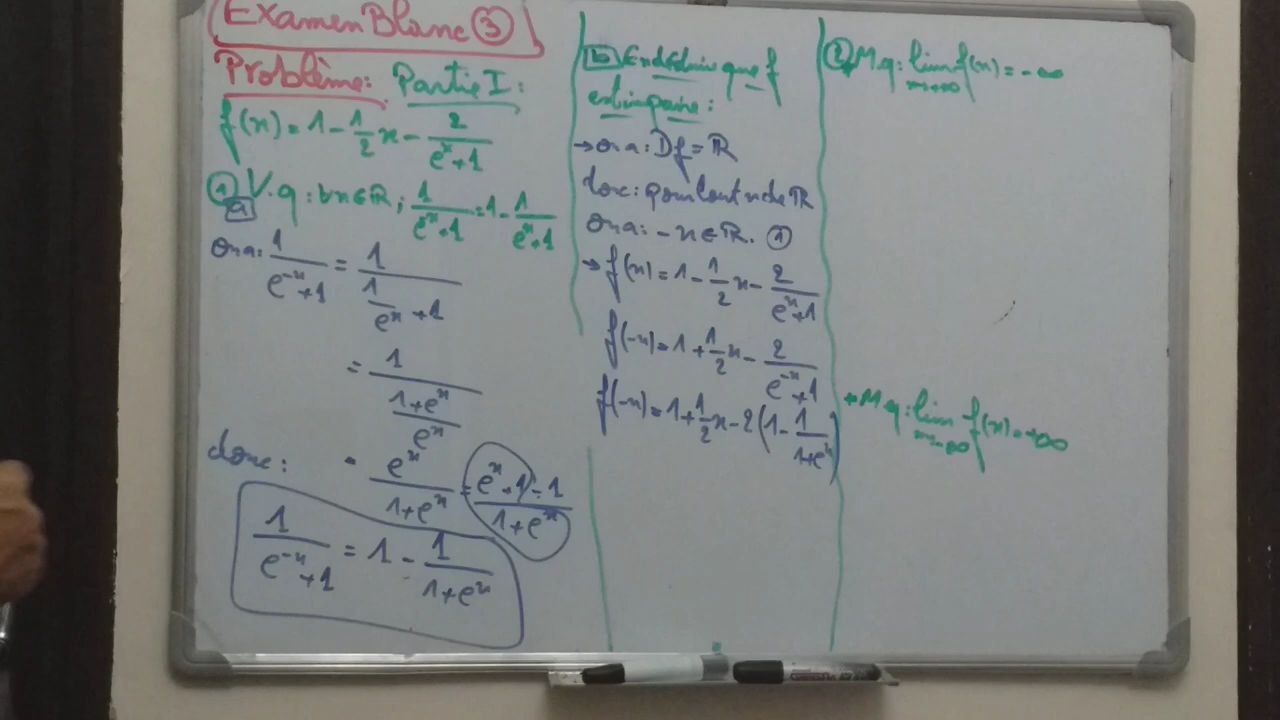 Examen Blanc ③
Problème: Partie I:
f(x) = 1 - 1/2 x - 2/(e^x + 1)
① V.q: ∀x∈ℝ; 1/(e^x + 1) = 1 - 1/(e^x + 1)
a
On a: 1/(e^-x + 1) = 1/(1/e^x + 1)
= 1/((1 + e^x)/e^x)
donc: = e^x/(1 + e^x) = (e^x + 1 - 1)/(1 + e^x)
1/(e^-x + 1) = 1 - 1/(1 + e^x)
b En déduire que f
est impaire:
→ on a: Df = ℝ
donc: pour tout x de ℝ
on a: -x ∈ ℝ. ①
→ f(x) = 1 - 1/2 x - 2/(e^x + 1)
f(-x) = 1 + 1/2 x - 2/(e^-x + 1)
f(-x) = 1 + 1/2 x - 2(1 - 1/(1 + e^x))
② M.q: lim f(x) = -∞
x→+∞
+ M.q: lim f(x) = +∞
x→-∞